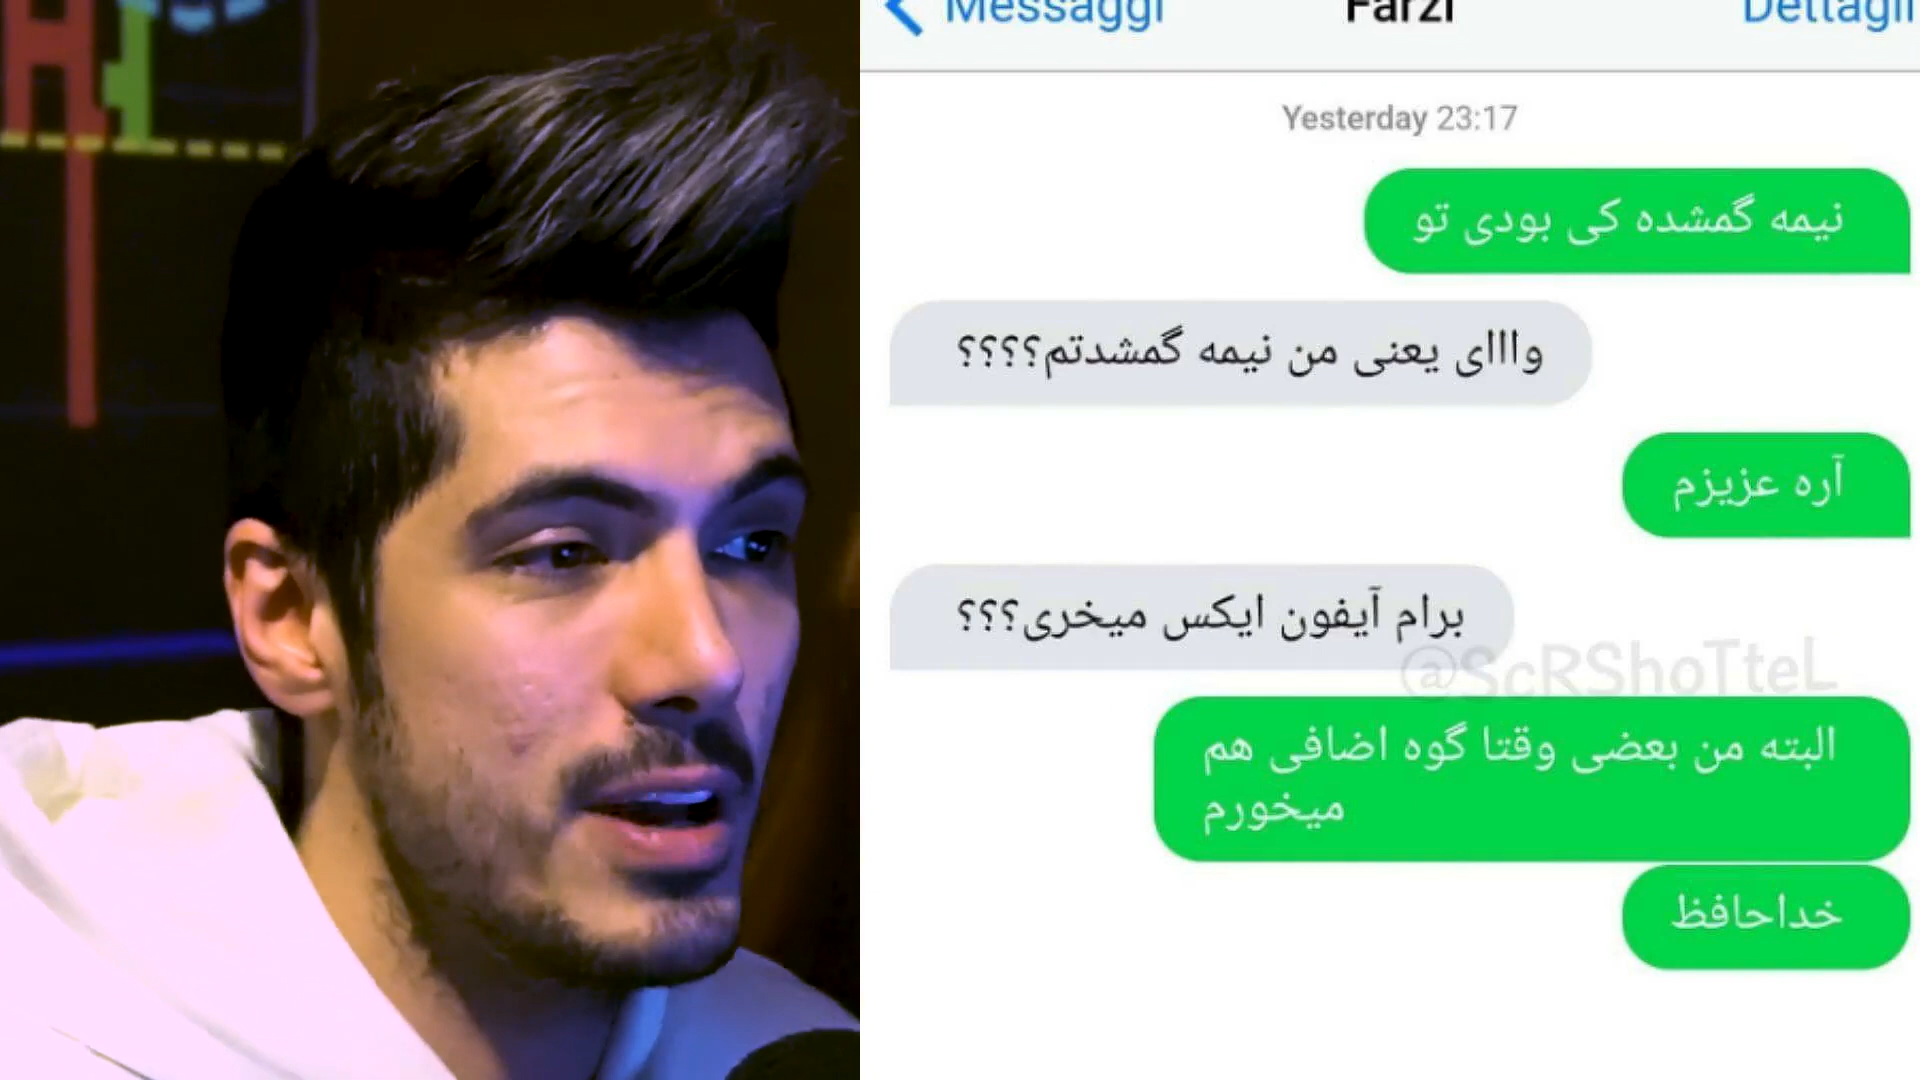 Messaggi
Farzi
Dettagli
Yesterday 23:17
نیمه گمشده کی بودی تو
واااای یعنی من نیمه گمشدتم؟؟؟؟
آره عزیزم
برام آیفون ایکس میخری؟؟؟
@ScRShoTteL
البته من بعضی وقتا گوه اضافی هم
میخورم
خداحافظ